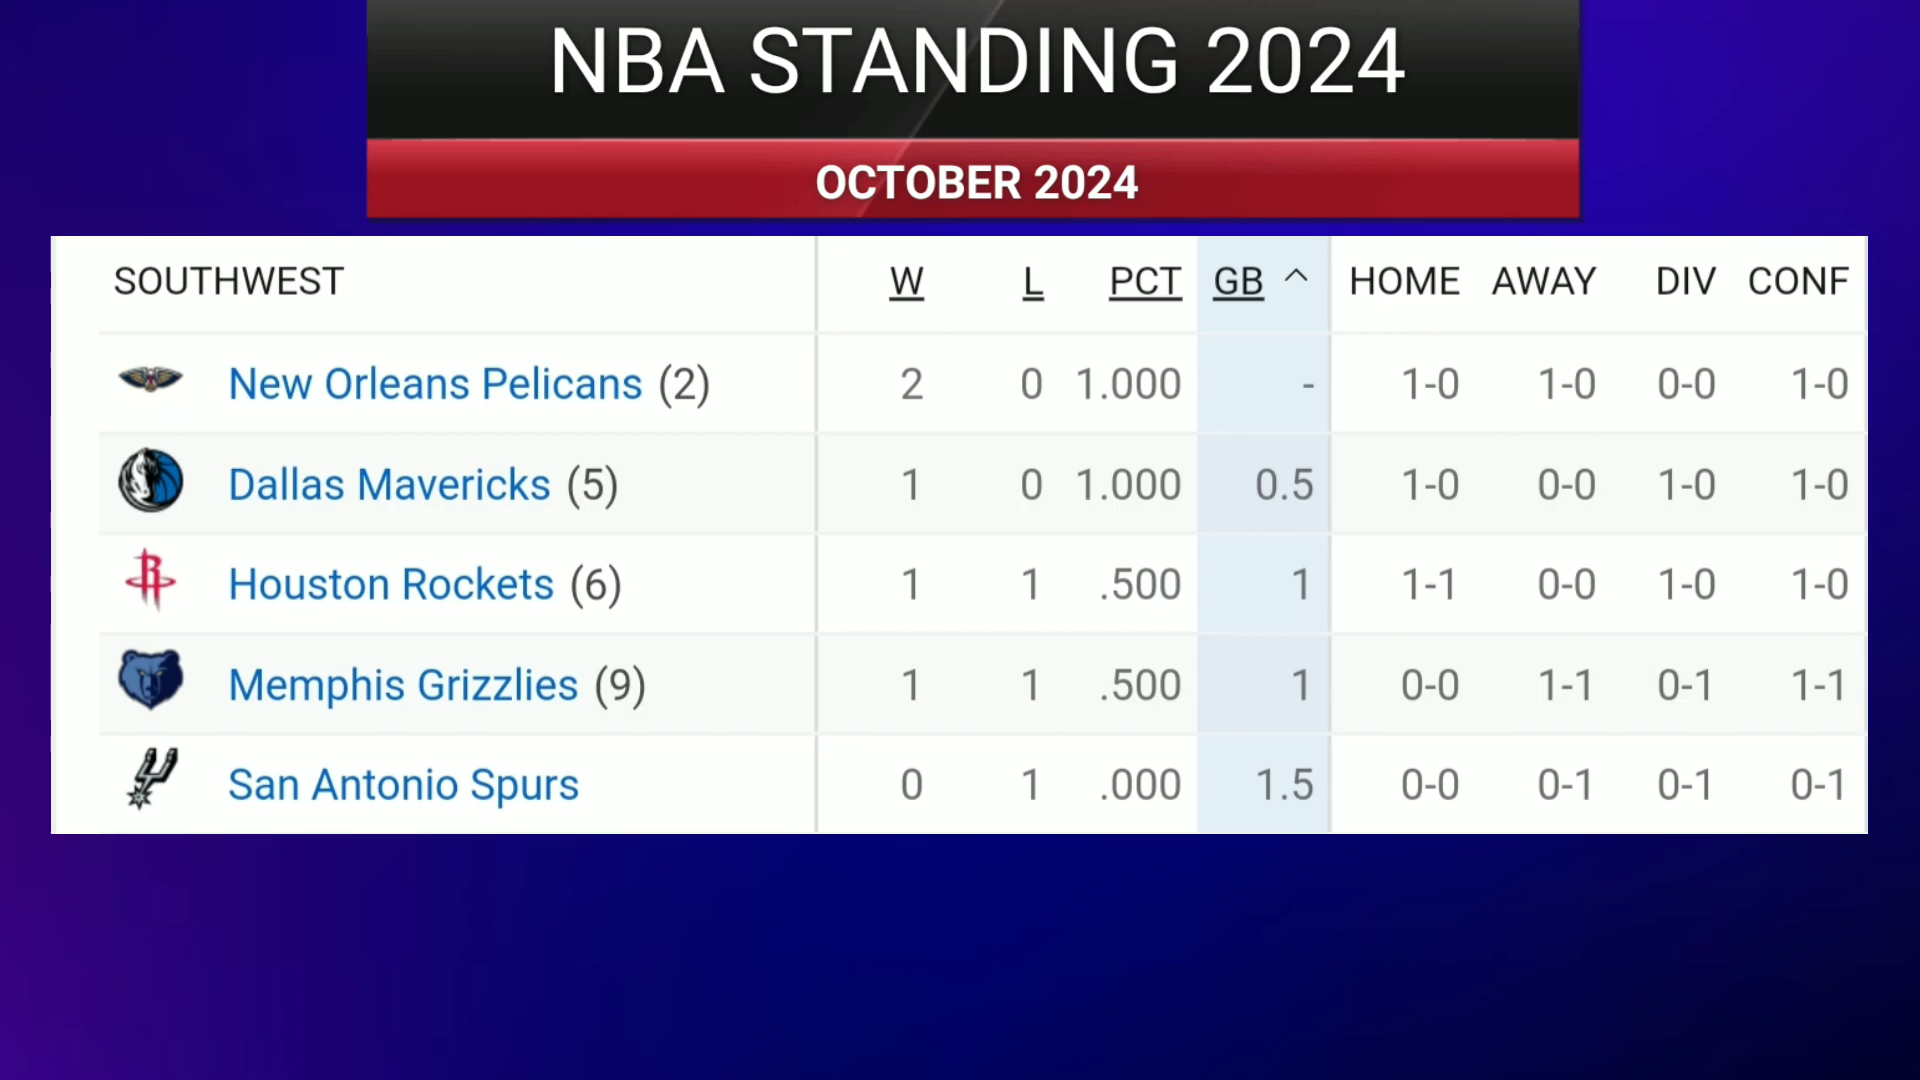 NBA STANDING 2024
OCTOBER 2024
SOUTHWEST W L PCT GB ^ HOME AWAY DIV CONF
New Orleans Pelicans (2) 2 0 1.000 - 1-0 1-0 0-0 1-0
Dallas Mavericks (5) 1 0 1.000 0.5 1-0 0-0 1-0 1-0
Houston Rockets (6) 1 1 .500 1 1-1 0-0 1-0 1-0
Memphis Grizzlies (9) 1 1 .500 1 0-0 1-1 0-1 1-1
San Antonio Spurs 0 1 .000 1.5 0-0 0-1 0-1 0-1